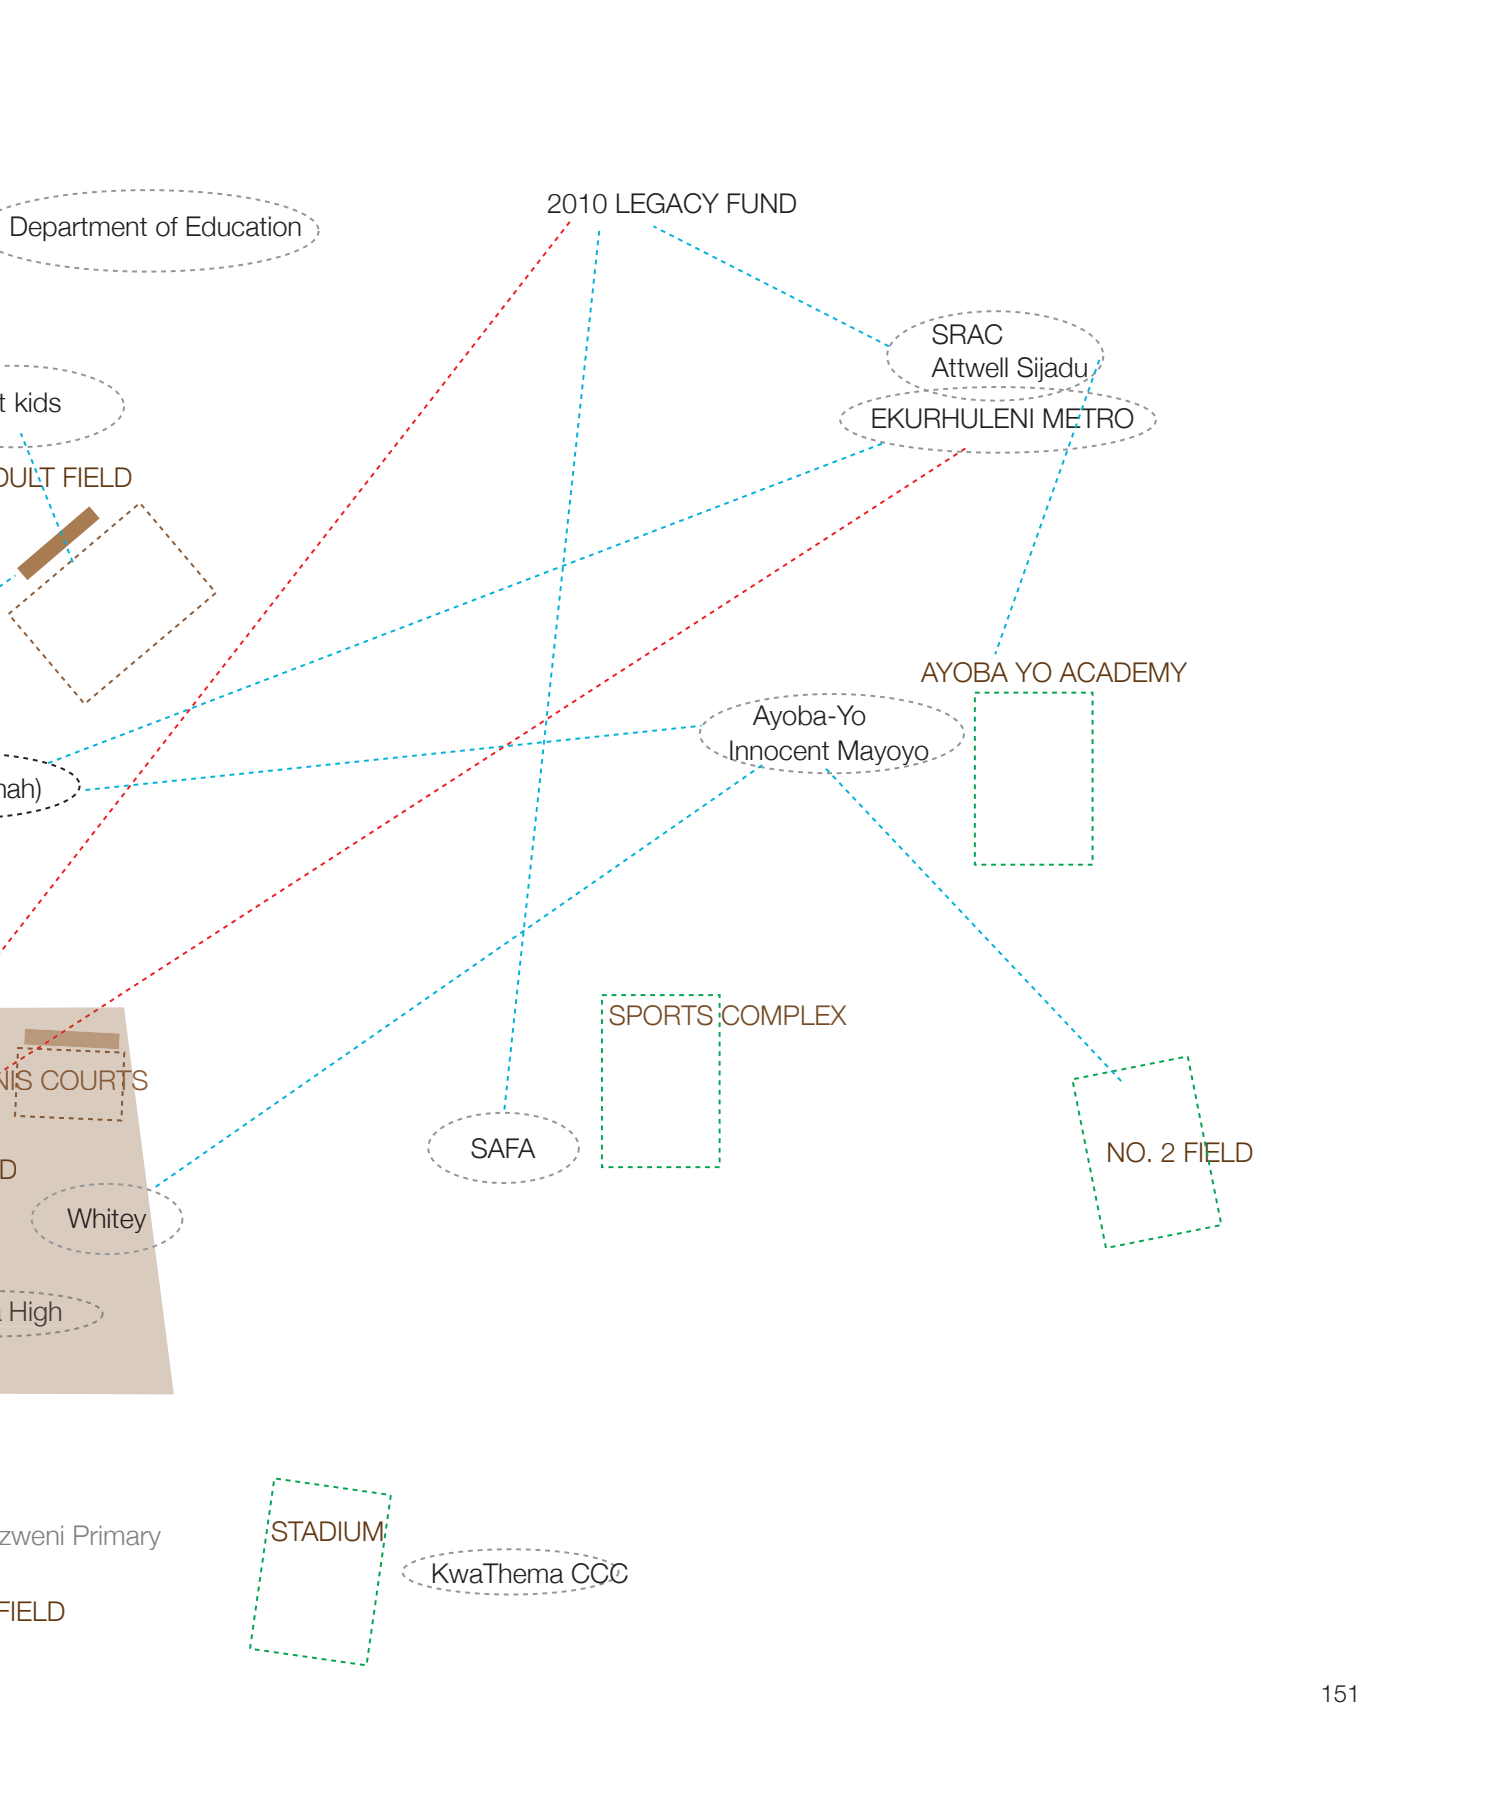 2010 LEGACY FUND
Department of Education
SRAC
Attwell Sijadu
t kids
EKURHULENI METRO
DULT FIELD
AYOBA YO ACADEMY
Ayoba-Yo
Innocent Mayoyo
nah)
SPORTS COMPLEX
NIS COURTS
SAFA
NO. 2 FIELD
D
Whitey
a High
STADIUM
zweni Primary
KwaThema CCC
FIELD
151